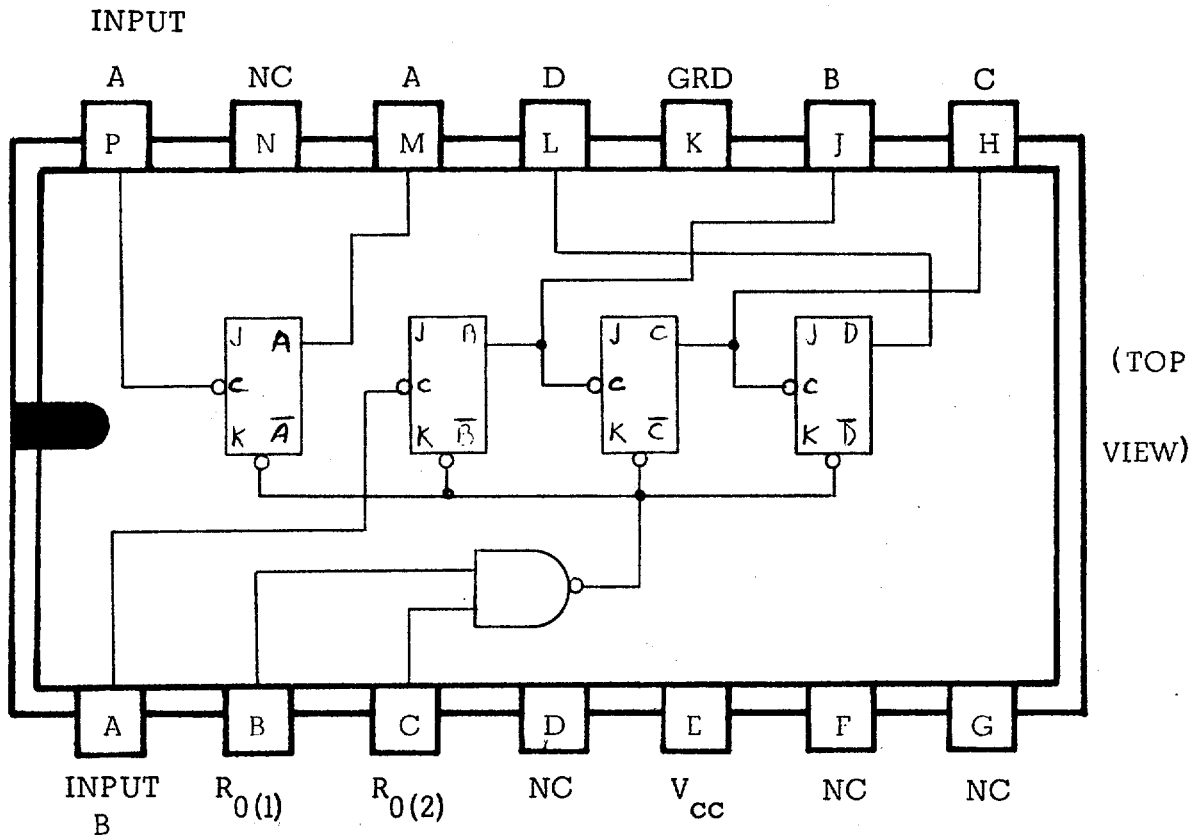 INPUT
A NC A D GRD B C
P N M L K J H
J A J B J C J D
C C C C
K A̅ K B̅ K C̅ K D̅
(TOP
VIEW)
A B C D E F G
INPUT R0(1) R0(2) NC VCC NC NC
B